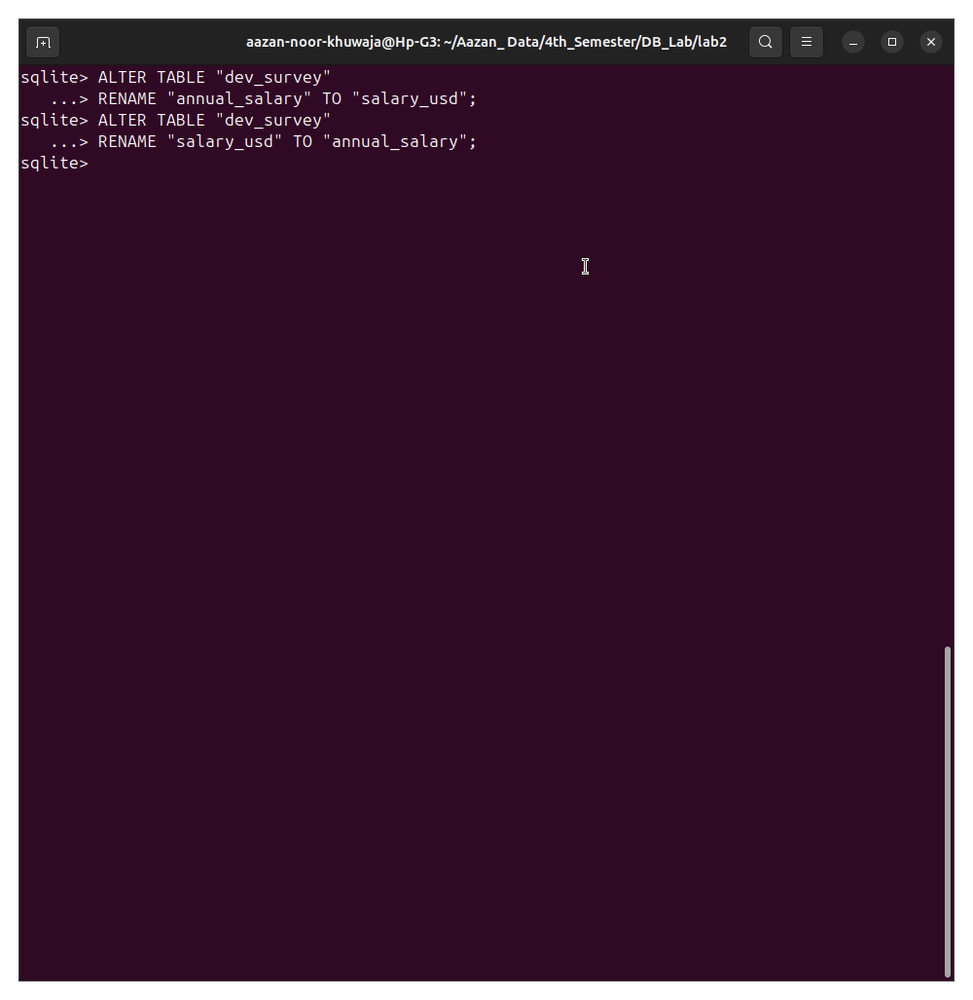 aazan-noor-khuwaja@Hp-G3: ~/Aazan_ Data/4th_Semester/DB_Lab/lab2
sqlite> ALTER TABLE "dev_survey"
   ...> RENAME "annual_salary" TO "salary_usd";
sqlite> ALTER TABLE "dev_survey"
   ...> RENAME "salary_usd" TO "annual_salary";
sqlite>